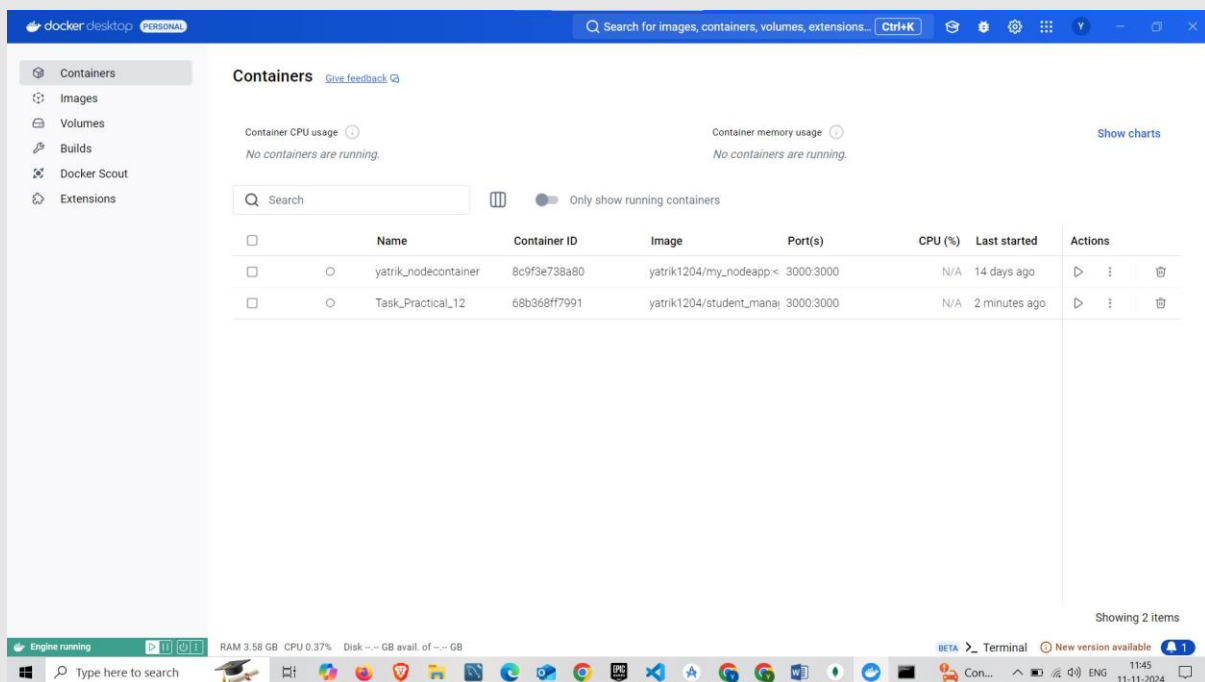 docker desktop PERSONAL Search for images, containers, volumes, extensions... Ctrl+K Y
Containers
Images
Volumes
Builds
Docker Scout
Extensions
Containers Give feedback
Container CPU usage
No containers are running.
Container memory usage
No containers are running.
Show charts
Search Only show running containers
Name Container ID Image Port(s) CPU (%) Last started Actions
yatrik_nodecontainer 8c9f3e738a80 yatrik1204/my_nodeapp:< 3000:3000 N/A 14 days ago
Task_Practical_12 68b368ff7991 yatrik1204/student_mana 3000:3000 N/A 2 minutes ago
Showing 2 items
Engine running RAM 3.58 GB CPU 0.37% Disk --.-- GB avail. of --.-- GB BETA >_ Terminal New version available 1
Type here to search EPIC GAMES Con... ENG 11:45
11-11-2024